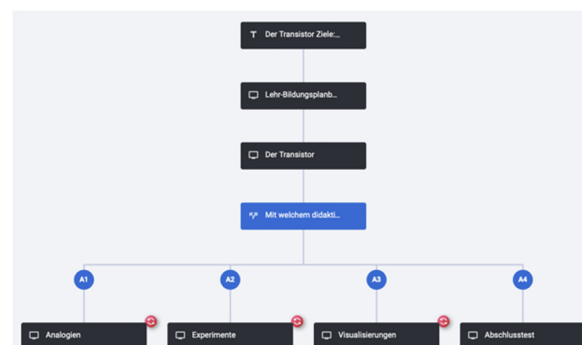 Der Transistor Ziele:...
Lehr-Bildungsplanb...
Der Transistor
Mit welchem didakti...
A1 A2 A3 A4
Analogien Experimente Visualisierungen Abschlusstest